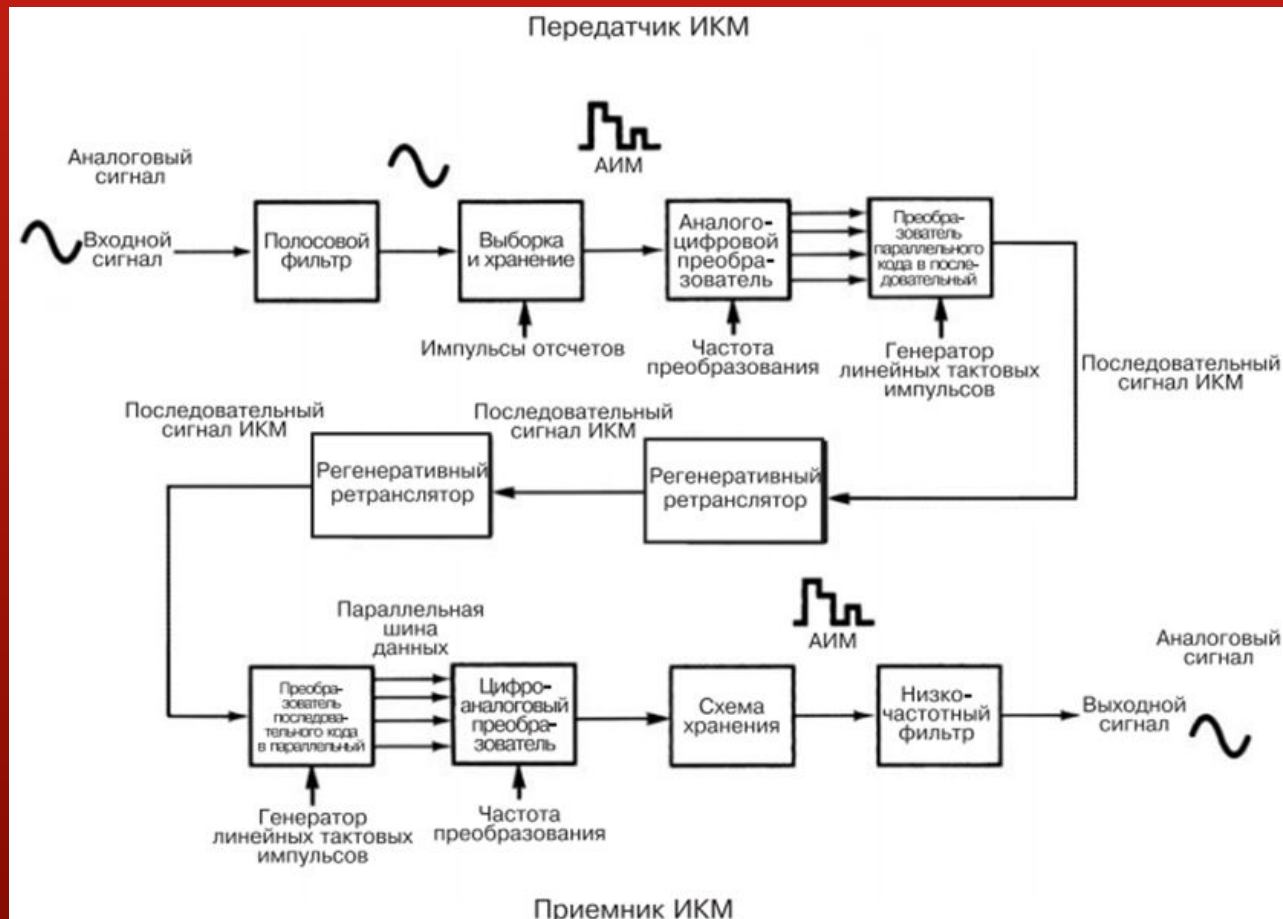 Передатчик ИКМ
Аналоговый
сигнал
Входной
сигнал
Полосовой
фильтр
Выборка
и хранение
АИМ
Аналого-
цифровой
преобра-
зователь
Преобра-
зователь
параллельного
кода в после-
довательный
Импульсы отсчетов
Частота
преобразования
Генератор
линейных тактовых
импульсов
Последовательный
сигнал ИКМ
Последовательный
сигнал ИКМ
Последовательный
сигнал ИКМ
Регенеративный
ретранслятор
Регенеративный
ретранслятор
Параллельная
шина
данных
АИМ
Аналоговый
сигнал
Преобра-
зователь
последова-
тельного кода
в параллельный
Цифро-
аналоговый
преобра-
зователь
Схема
хранения
Низко-
частотный
фильтр
Выходной
сигнал
Генератор
линейных тактовых
импульсов
Частота
преобразования
Приемник ИКМ